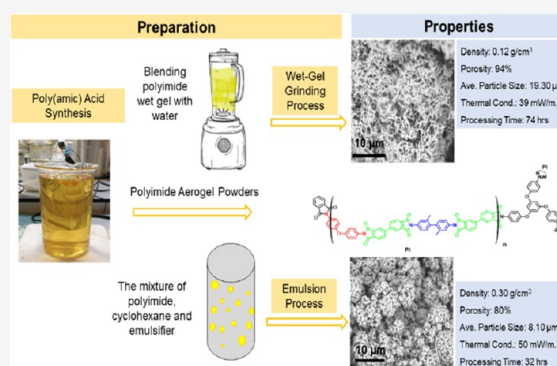 Preparation
Properties
Poly(amic) Acid
Synthesis
Blending
polyimide
wet gel with
water
Wet-Gel
Grinding
Process
Polyimide Aerogel Powders
The mixture of
polyimide,
cyclohexane and
emulsifier
Emulsion
Process
10 µm
Density: 0.12 g/cm³
Porosity: 94%
Ave. Particle Size: 19.30 µ
Thermal Cond.: 39 mW/m.
Processing Time: 74 hrs
PI
n
10 µm
Density: 0.30 g/cm³
Porosity: 80%
Ave. Particle Size: 8.10 µm
Thermal Cond.: 50 mW/m.
Processing Time: 32 hrs